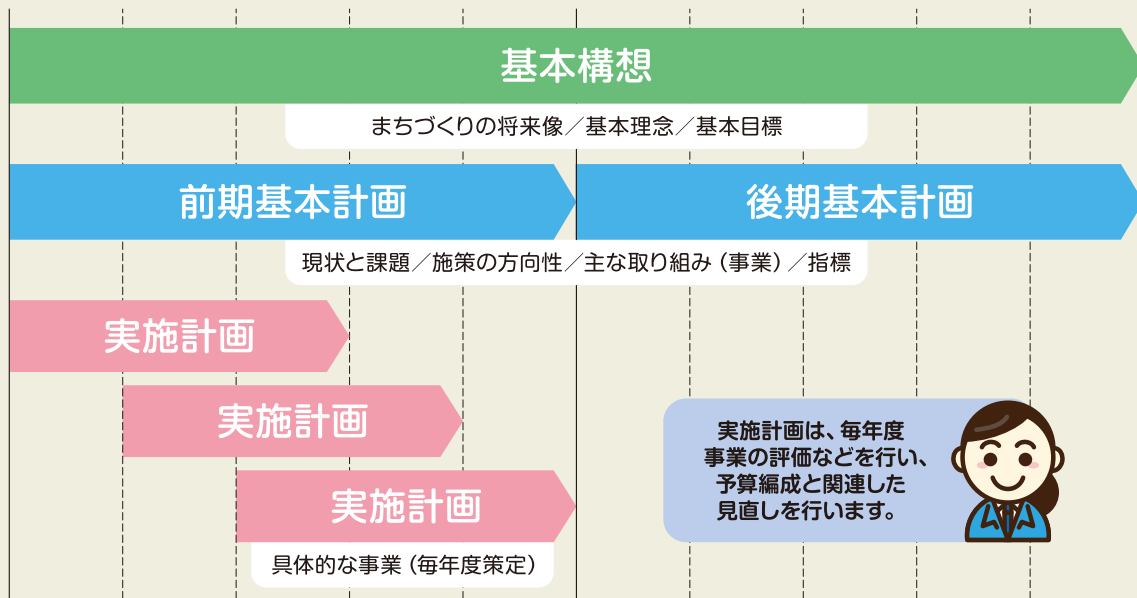 基本構想
まちづくりの将来像／基本理念／基本目標
前期基本計画
後期基本計画
現状と課題／施策の方向性／主な取り組み（事業）／指標
実施計画
実施計画
実施計画
具体的な事業（毎年度策定）
実施計画は、毎年度
事業の評価などを行い、
予算編成と関連した
見直しを行います。